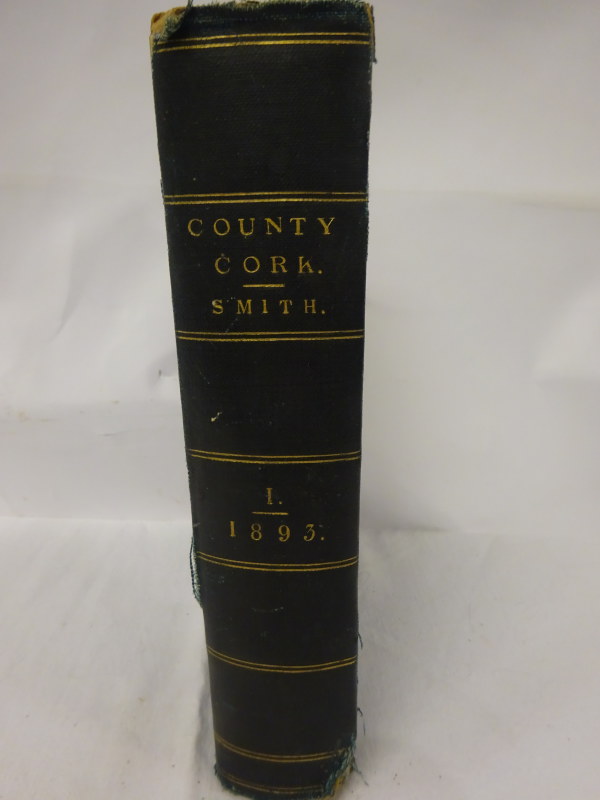 COUNTY
CORK.
SMITH.
I.
1893.